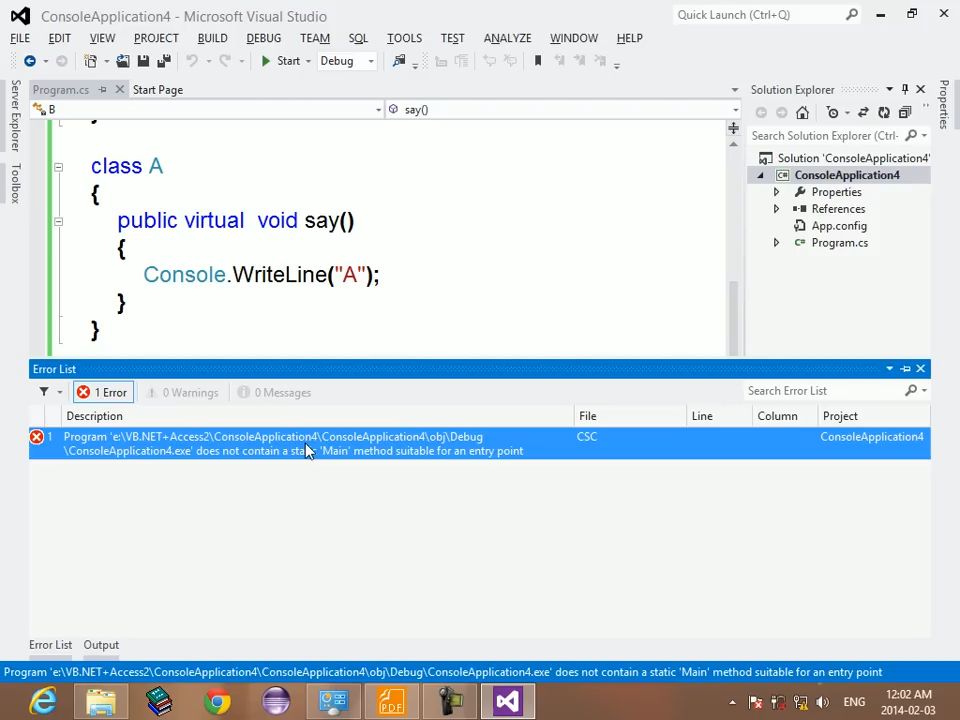 ConsoleApplication4 - Microsoft Visual Studio
Quick Launch (Ctrl+Q)
FILE EDIT VIEW PROJECT BUILD DEBUG TEAM SQL TOOLS TEST ANALYZE WINDOW HELP
Start Debug
Server Explorer
Toolbox
Program.cs Start Page
B say()
class A
{
public virtual void say()
{
Console.WriteLine("A");
}
}
Solution Explorer
Search Solution Explorer (Ctrl-
Solution 'ConsoleApplication4'
C# ConsoleApplication4
Properties
References
App.config
C# Program.cs
Properties
Error List
1 Error 0 Warnings 0 Messages
Search Error List
Description File Line Column Project
1 Program 'e:\VB.NET+Access2\ConsoleApplication4\ConsoleApplication4\obj\Debug CSC ConsoleApplication4
\ConsoleApplication4.exe' does not contain a static 'Main' method suitable for an entry point
Error List Output
Program 'e:\VB.NET+Access2\ConsoleApplication4\ConsoleApplication4\obj\Debug\ConsoleApplication4.exe' does not contain a static 'Main' method suitable for an entry point
PDF
ENG
12:02 AM
2014-02-03